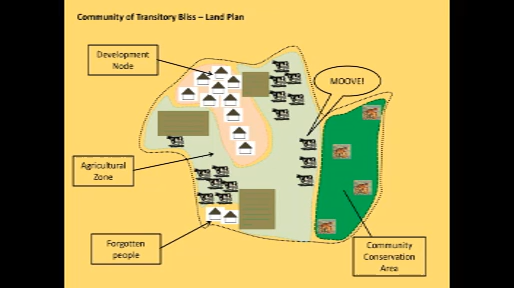 Community of Transitory Bliss – Land Plan
Development
Node
MOOVE!
Agricultural
Zone
Forgotten
people
Community
Conservation
Area